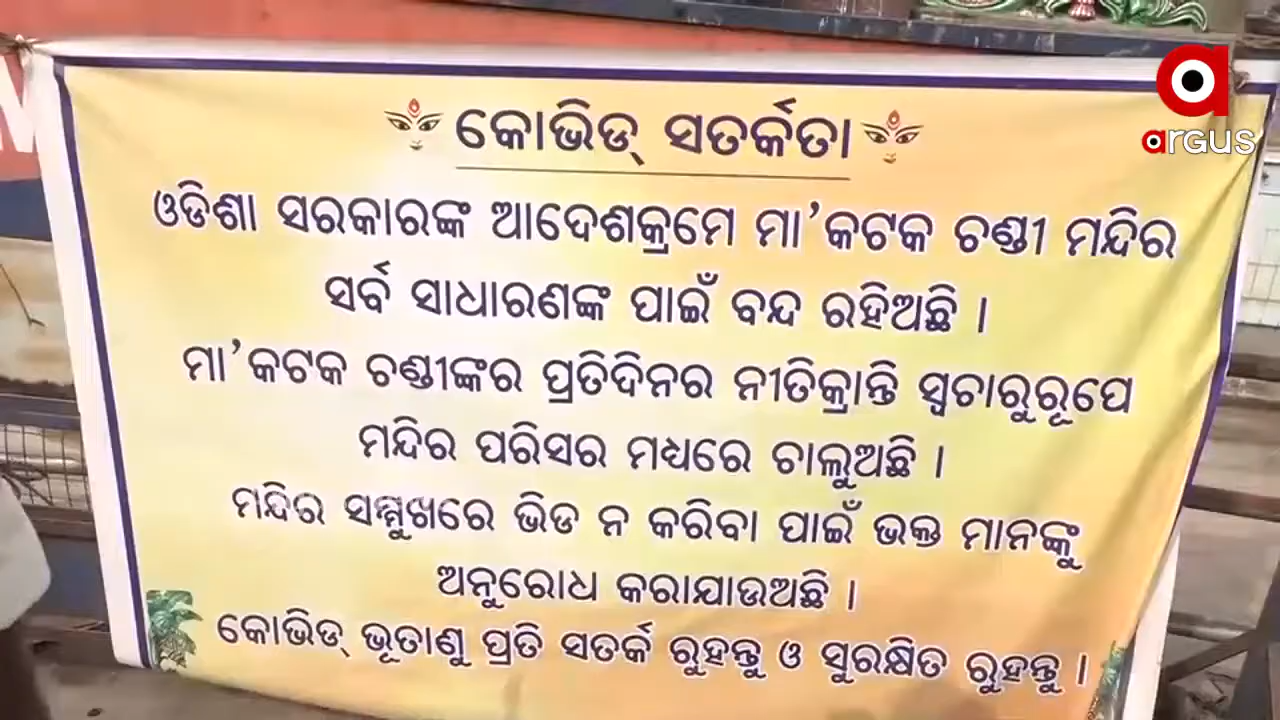 argus
କୋଭିଡ୍ ସତର୍କତା
ଓଡିଶା ସରକାରଙ୍କ ଆଦେଶକ୍ରମେ ମା’କଟକ ଚଣ୍ଡୀ ମନ୍ଦିର
ସର୍ବ ସାଧାରଣଙ୍କ ପାଇଁ ବନ୍ଦ ରହିଅଛି ।
ମା’କଟକ ଚଣ୍ଡୀଙ୍କର ପ୍ରତିଦିନର ନୀତିକ୍ରାନ୍ତି ସ୍ୱଚାରୁରୂପେ
ମନ୍ଦିର ପରିସର ମଧ୍ୟରେ ଚାଲୁଅଛି ।
ମନ୍ଦିର ସମ୍ମୁଖରେ ଭିଡ ନ କରିବା ପାଇଁ ଭକ୍ତ ମାନଙ୍କୁ
ଅନୁରୋଧ କରାଯାଉଅଛି ।
କୋଭିଡ୍ ଭୂତାଣୁ ପ୍ରତି ସତର୍କ ରୁହନ୍ତୁ ଓ ସୁରକ୍ଷିତ ରୁହନ୍ତୁ ।